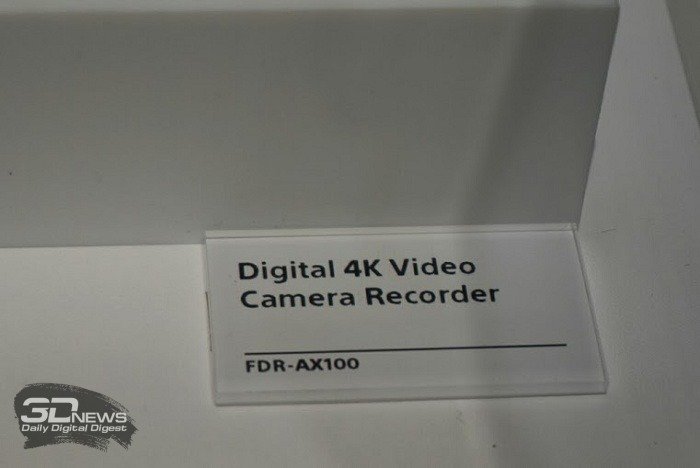 Digital 4K Video
Camera Recorder
FDR-AX100
3DNEWS
Daily Digital Digest